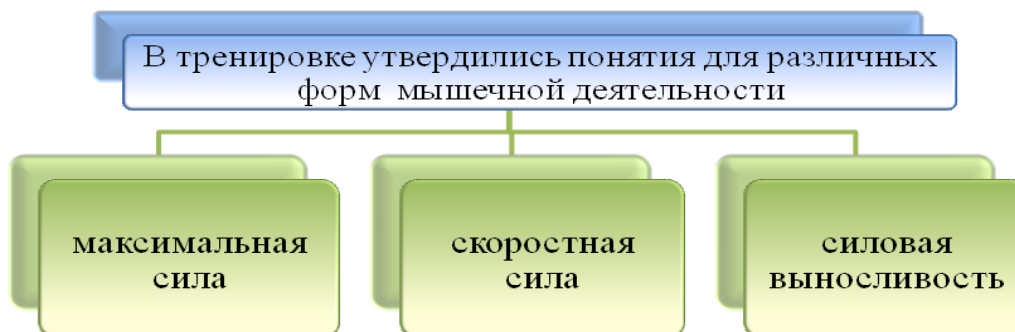 В тренировке утвердились понятия для различных
форм мышечной деятельности
максимальная
сила
скоростная
сила
силовая
выносливость